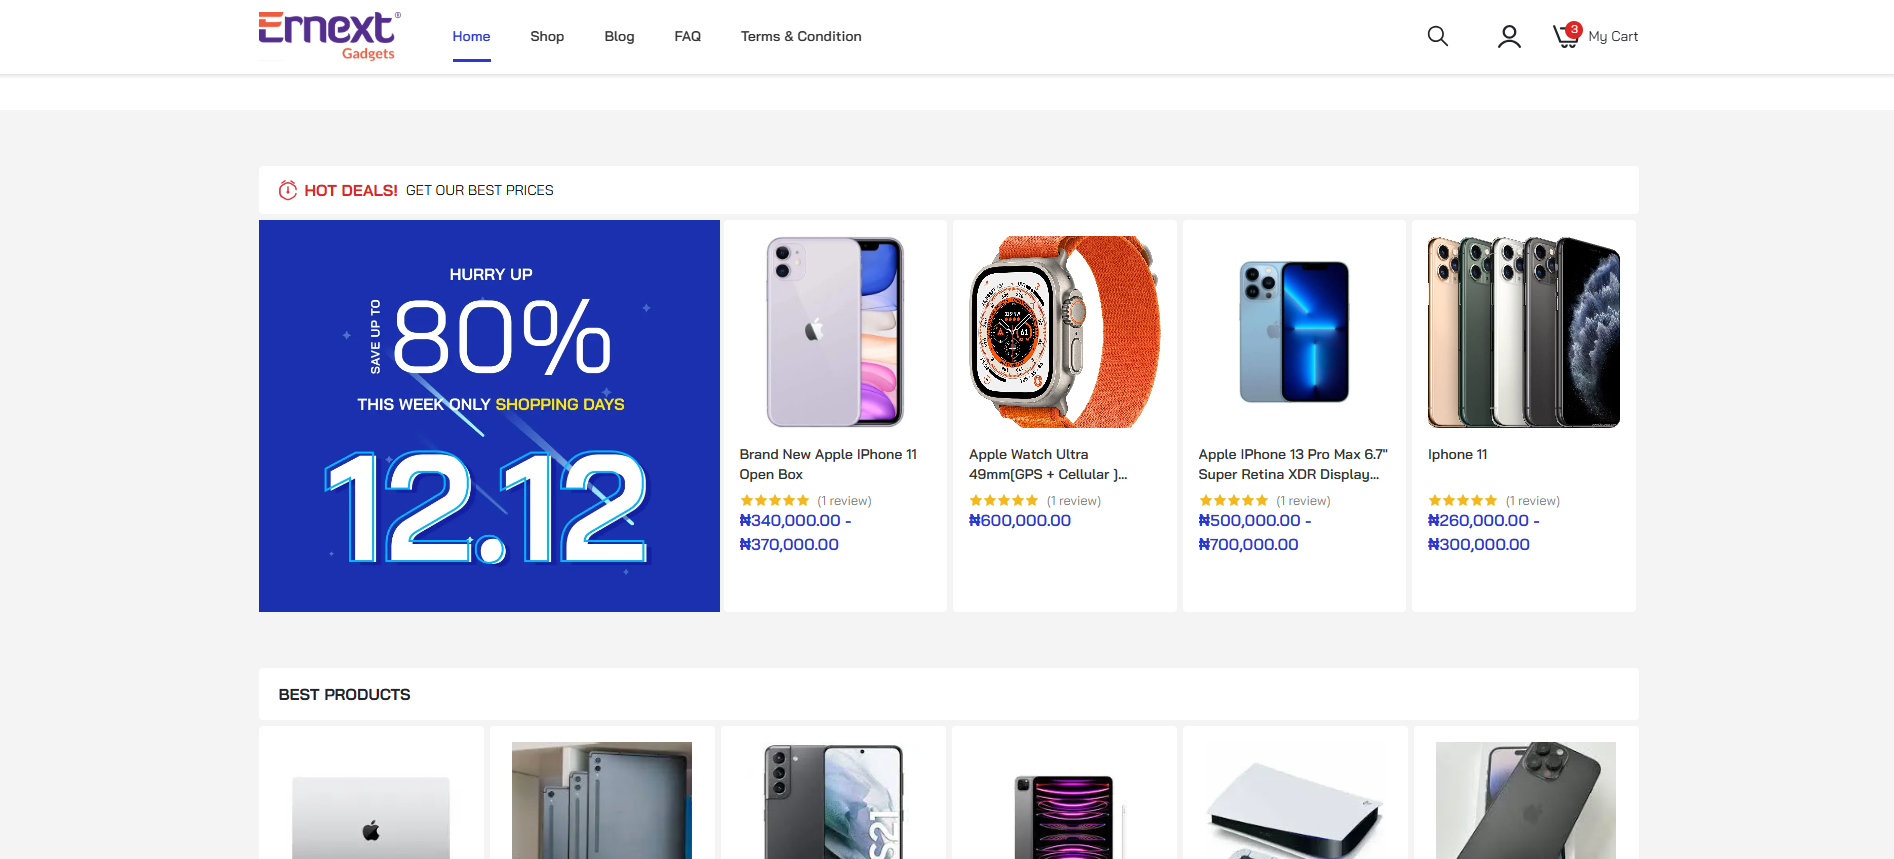 Ernext®
Gadgets
Home
Shop
Blog
FAQ
Terms & Condition
3
My Cart
HOT DEALS! GET OUR BEST PRICES
HURRY UP
SAVE UP TO
80%
THIS WEEK ONLY SHOPPING DAYS
12.12
Brand New Apple IPhone 11
Open Box
(1 review)
₦340,000.00 -
₦370,000.00
Apple Watch Ultra
49mm(GPS + Cellular )...
(1 review)
₦600,000.00
Apple IPhone 13 Pro Max 6.7"
Super Retina XDR Display...
(1 review)
₦500,000.00 -
₦700,000.00
Iphone 11
(1 review)
₦260,000.00 -
₦300,000.00
BEST PRODUCTS
S21